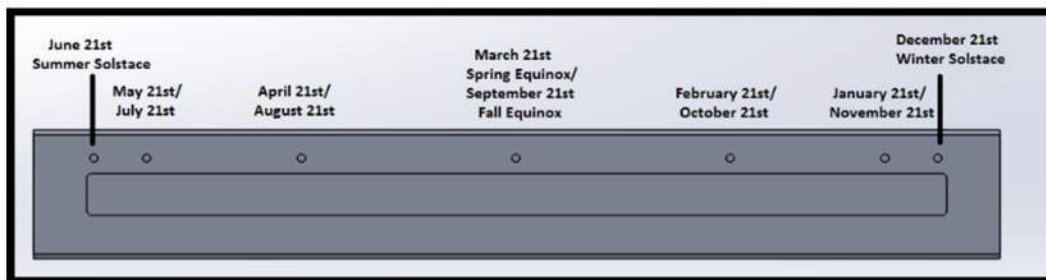 June 21st
Summer Solstace
May 21st/
July 21st
April 21st/
August 21st
March 21st
Spring Equinox/
September 21st
Fall Equinox
February 21st/
October 21st
January 21st/
November 21st
December 21st
Winter Solstace